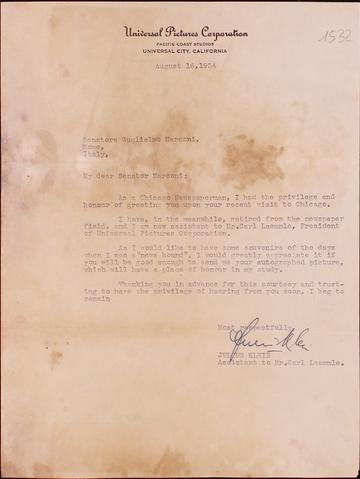 Universal Pictures Corporation
PACIFIC COAST STUDIOS
UNIVERSAL CITY, CALIFORNIA
1532
August 16,1934
Senatore Guglielmo Marconi,
Rome,
Italy.
My dear Senator Marconi:
As a Chicago Newspaperman, I had the privilege and
honour of greeting you upon your recent visit to Chicago.
I have, in the meanwhile, retired from the newspaper
field, and I am now assistant to Mr.Carl Laemmle, President
of Universal Pictures Corporation.
As I would like to have some souvenirs of the days
when I was a"news hound", I would greatly appreciate it if
you will be good enough to send me your autographed picture,
which will have a place of honour in my study.
Thanking you in advance for this courtesy and trust-
ing to have the privilege of hearing from you soon, I beg to
remain
Most respectfully
Julius Klein
JULIUS KLEIN
Assistant to Mr.Carl Laemmle.